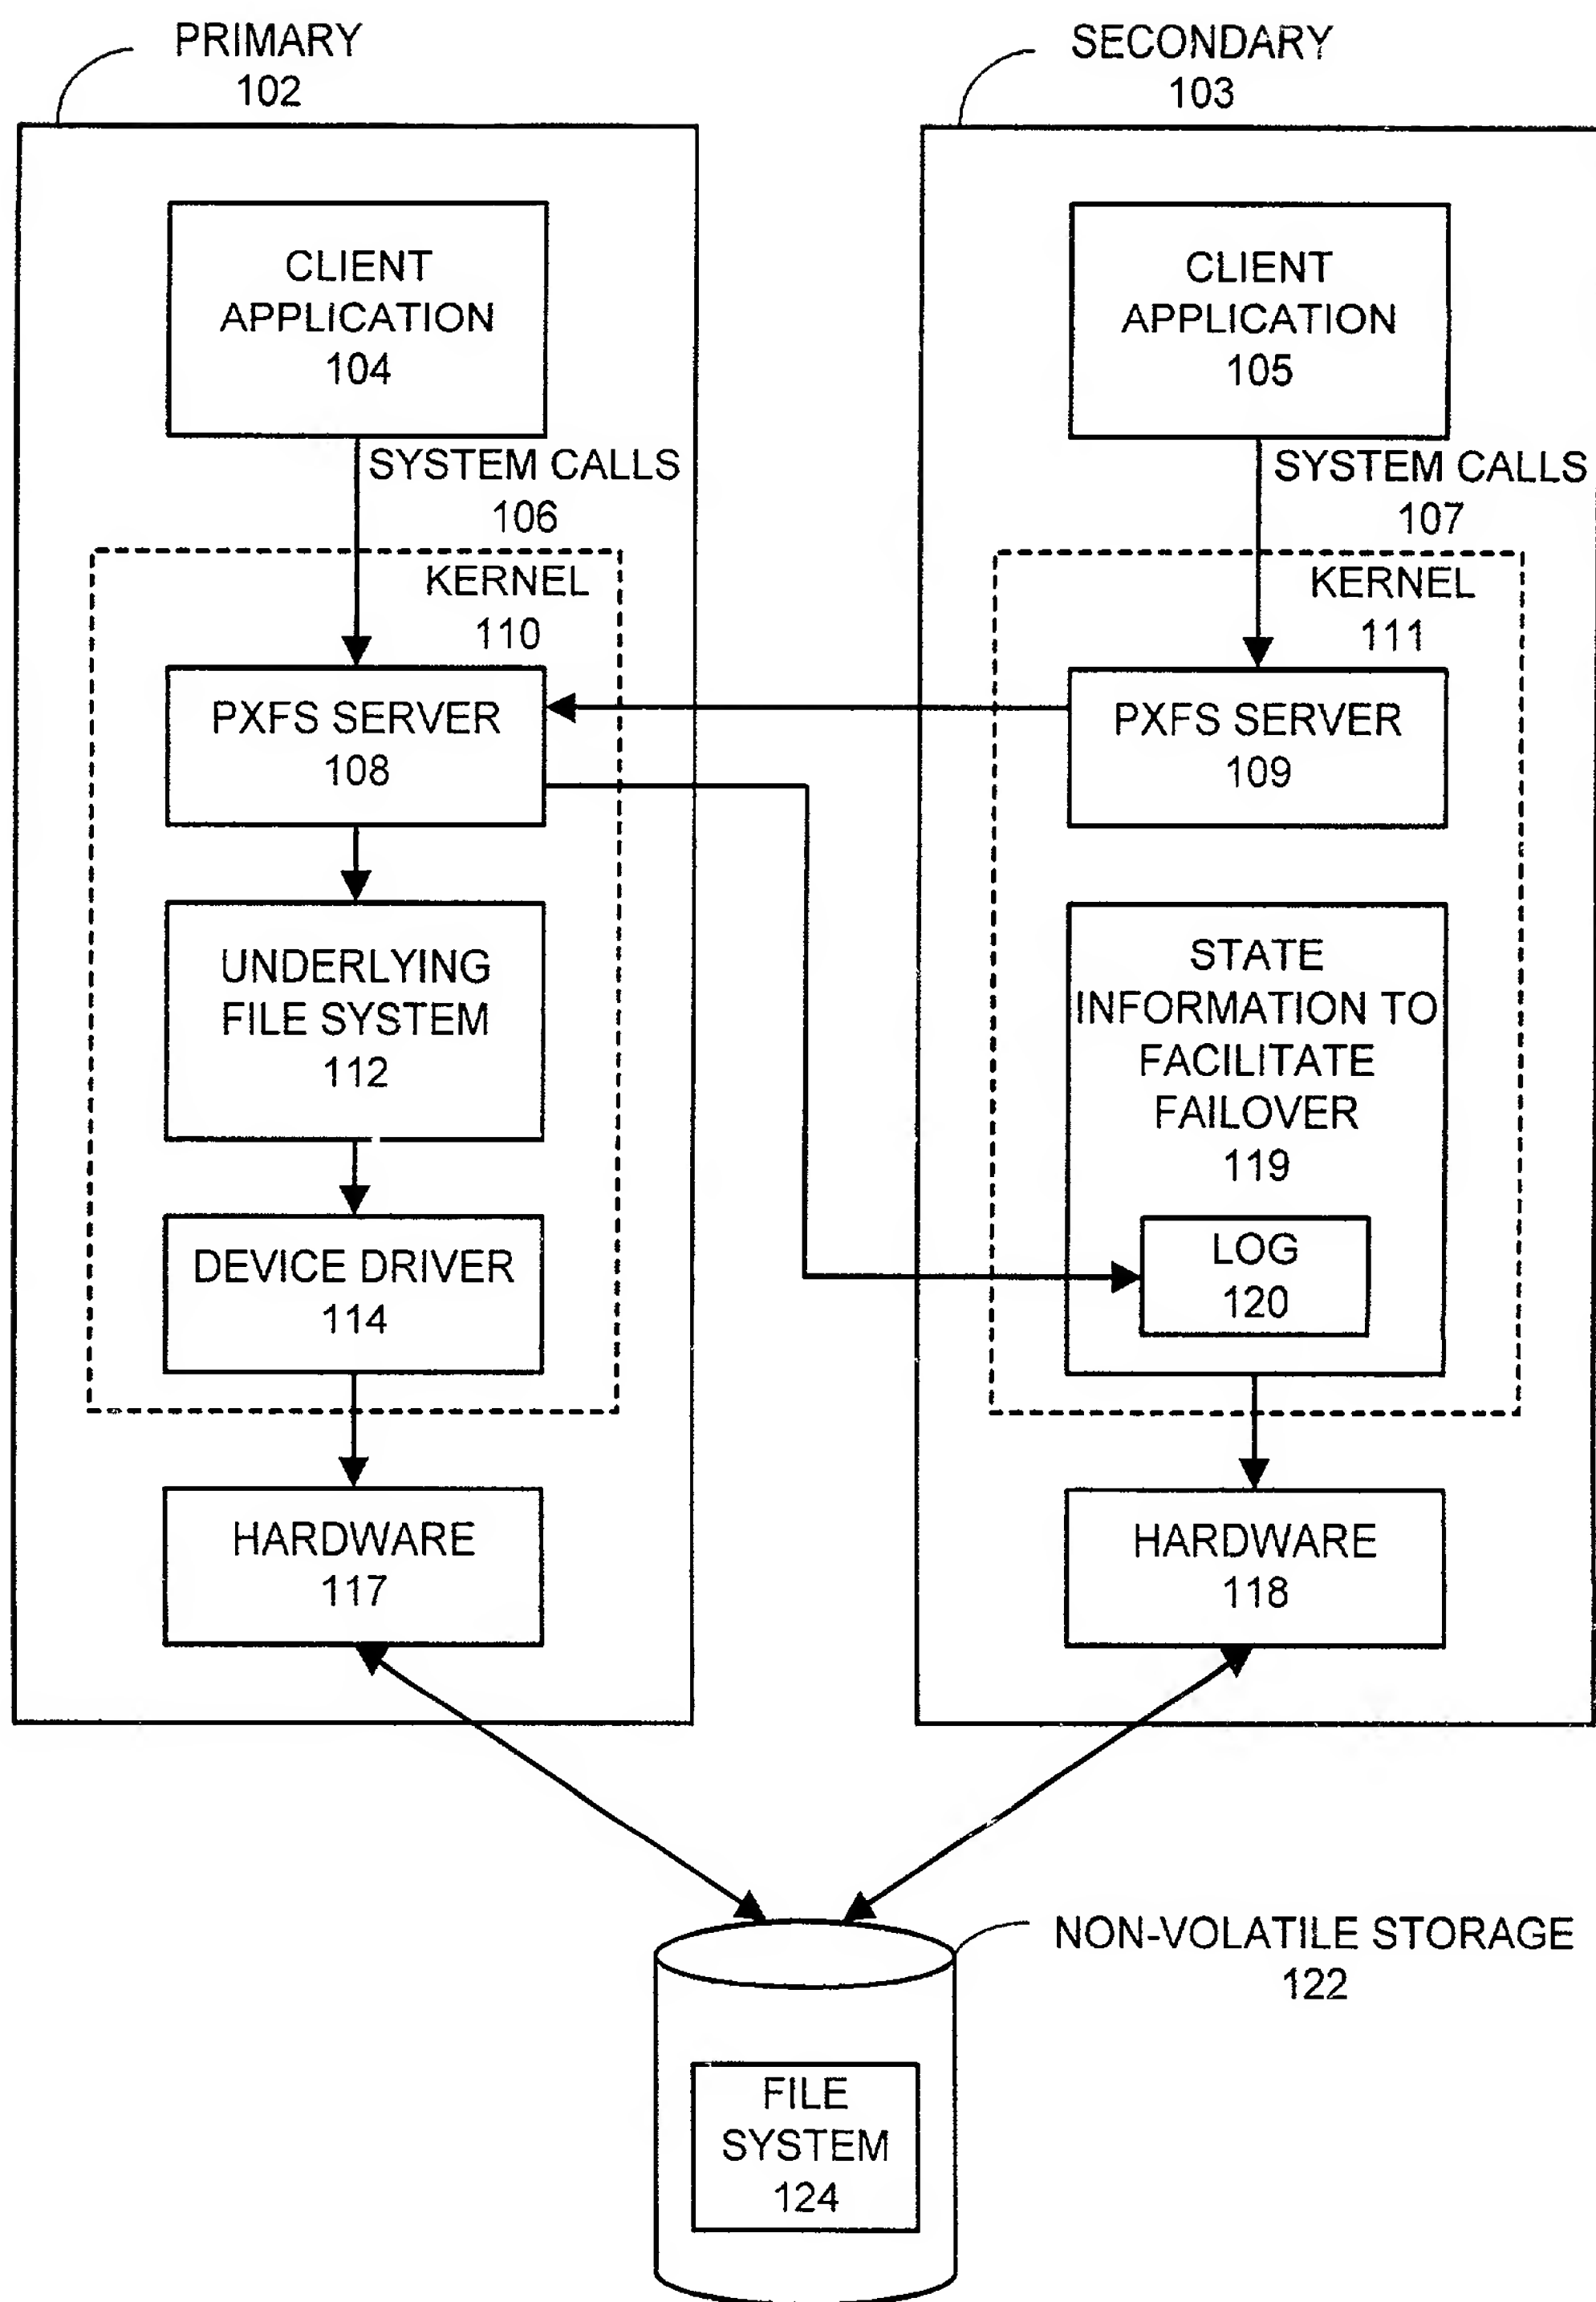 PRIMARY
102
SECONDARY
103
CLIENT
APPLICATION
104
CLIENT
APPLICATION
105
SYSTEM CALLS
106
SYSTEM CALLS
107
KERNEL
110
KERNEL
111
PXFS SERVER
108
PXFS SERVER
109
UNDERLYING
FILE SYSTEM
112
STATE
INFORMATION TO
FACILITATE
FAILOVER
119
DEVICE DRIVER
114
LOG
120
HARDWARE
117
HARDWARE
118
NON-VOLATILE STORAGE
122
FILE
SYSTEM
124